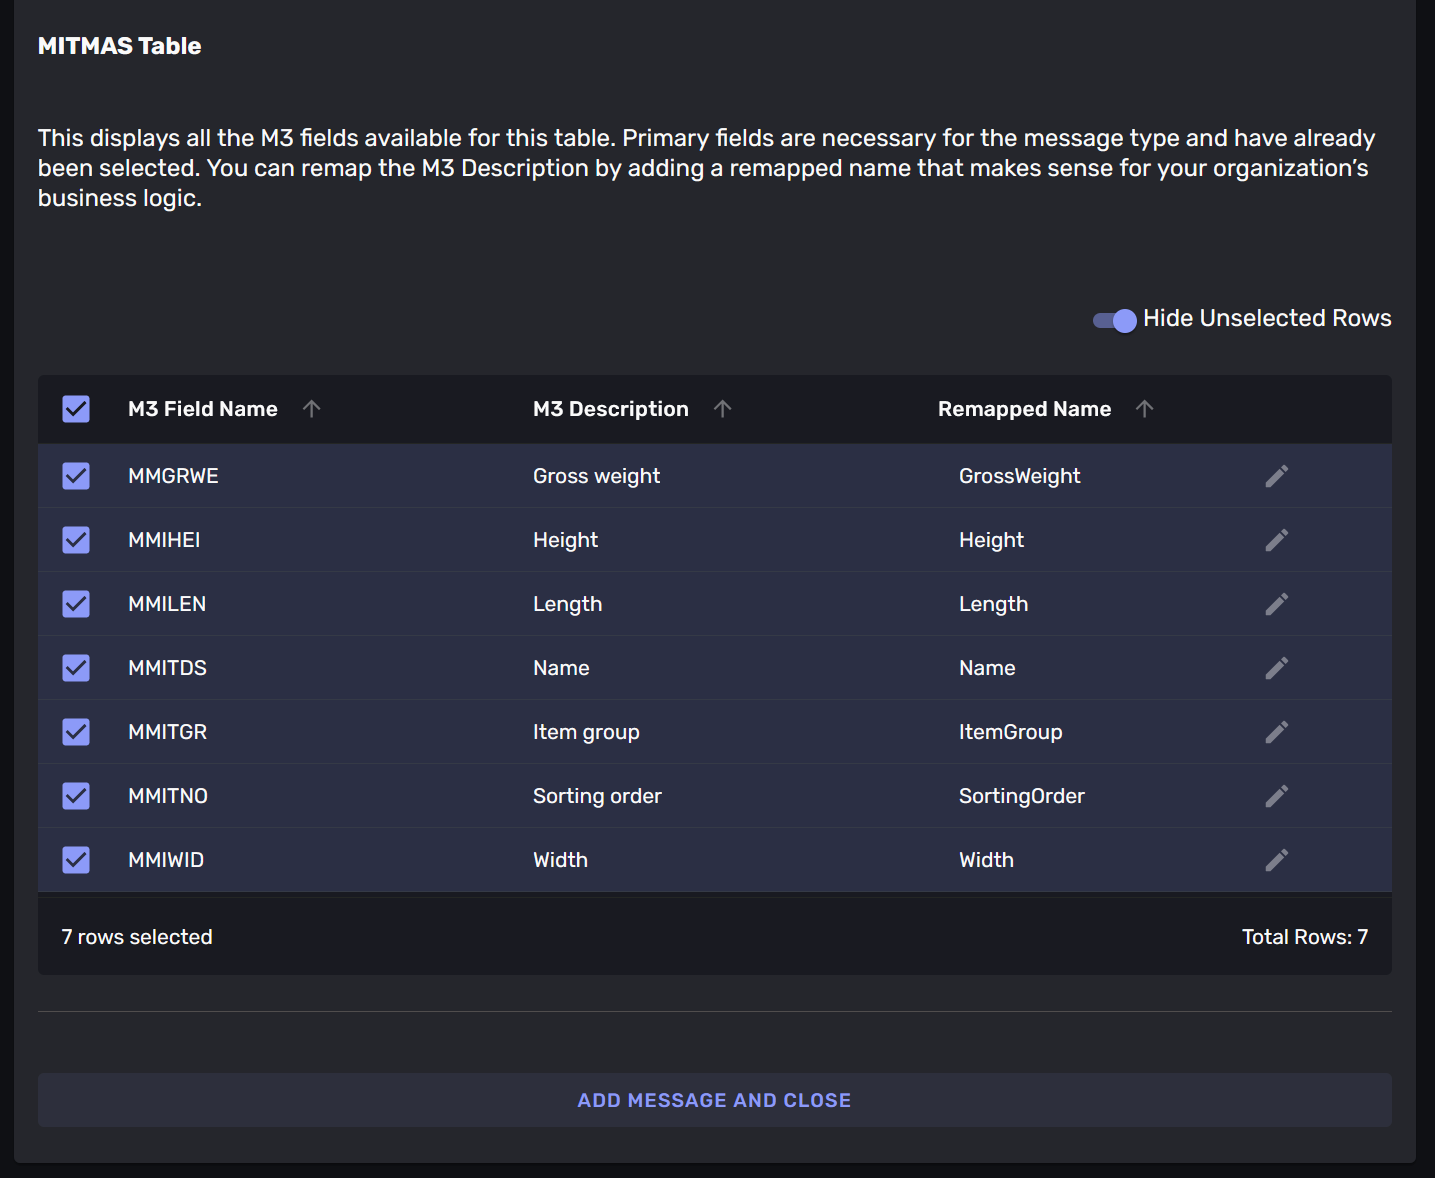 MITMAS Table
This displays all the M3 fields available for this table. Primary fields are necessary for the message type and have already
been selected. You can remap the M3 Description by adding a remapped name that makes sense for your organization’s
business logic.
Hide Unselected Rows
M3 Field Name M3 Description Remapped Name
MMGRWE Gross weight GrossWeight
MMIHEI Height Height
MMILEN Length Length
MMITDS Name Name
MMITGR Item group ItemGroup
MMITNO Sorting order SortingOrder
MMIWID Width Width
7 rows selected Total Rows: 7
ADD MESSAGE AND CLOSE